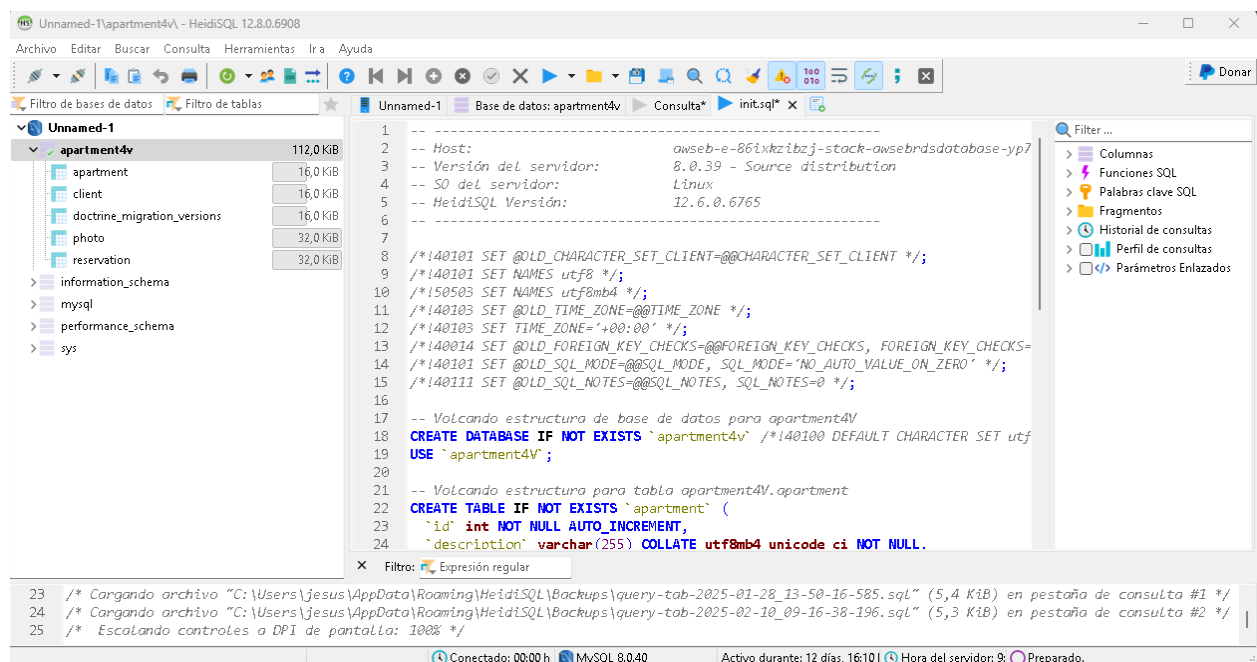 Unnamed-1\apartment4v\ - HeidiSQL 12.8.0.6908
Archivo Editar Buscar Consulta Herramientas Ir a Ayuda
Donar
Filtro de bases de datos Filtro de tablas
Unnamed-1 Base de datos: apartment4v Consulta* init.sql*
Unnamed-1
apartment4v 112,0 KiB
apartment 16,0 KiB
client 16,0 KiB
doctrine_migration_versions 16,0 KiB
photo 32,0 KiB
reservation 32,0 KiB
information_schema
mysql
performance_schema
sys
1 -- --------------------------------------------------------
2 -- Host: awseb-e-86ixkzibzj-stack-awsebrdsdatabase-yp7
3 -- Versión del servidor: 8.0.39 - Source distribution
4 -- SO del servidor: Linux
5 -- HeidiSQL Versión: 12.6.0.6765
6 -- --------------------------------------------------------
7
8 /*!40101 SET @OLD_CHARACTER_SET_CLIENT=@@CHARACTER_SET_CLIENT */;
9 /*!40101 SET NAMES utf8 */;
10 /*!50503 SET NAMES utf8mb4 */;
11 /*!40103 SET @OLD_TIME_ZONE=@@TIME_ZONE */;
12 /*!40103 SET TIME_ZONE='+00:00' */;
13 /*!40014 SET @OLD_FOREIGN_KEY_CHECKS=@@FOREIGN_KEY_CHECKS, FOREIGN_KEY_CHECKS=
14 /*!40101 SET @OLD_SQL_MODE=@@SQL_MODE, SQL_MODE='NO_AUTO_VALUE_ON_ZERO' */;
15 /*!40111 SET @OLD_SQL_NOTES=@@SQL_NOTES, SQL_NOTES=0 */;
16
17 -- Volcando estructura de base de datos para apartment4V
18 CREATE DATABASE IF NOT EXISTS `apartment4v` /*!40100 DEFAULT CHARACTER SET utf
19 USE `apartment4V`;
20
21 -- Volcando estructura para tabla apartment4V.apartment
22 CREATE TABLE IF NOT EXISTS `apartment` (
23 `id` int NOT NULL AUTO_INCREMENT,
24 `description` varchar(255) COLLATE utf8mb4_unicode_ci NOT NULL,
Filter ...
Columnas
Funciones SQL
Palabras clave SQL
Fragmentos
Historial de consultas
Perfil de consultas
Parámetros Enlazados
Filtro: Expresión regular
23 /* Cargando archivo "C:\Users\jesus\AppData\Roaming\HeidiSQL\Backups\query-tab-2025-01-28_13-50-16-585.sql" (5,4 KiB) en pestaña de consulta #1 */
24 /* Cargando archivo "C:\Users\jesus\AppData\Roaming\HeidiSQL\Backups\query-tab-2025-02-10_09-16-38-196.sql" (5,3 KiB) en pestaña de consulta #2 */
25 /* Escalando controles a DPI de pantalla: 100% */
Conectado: 00:00 h MySQL 8.0.40 Activo durante: 12 días, 16:10 Hora del servidor: 9: Preparado.